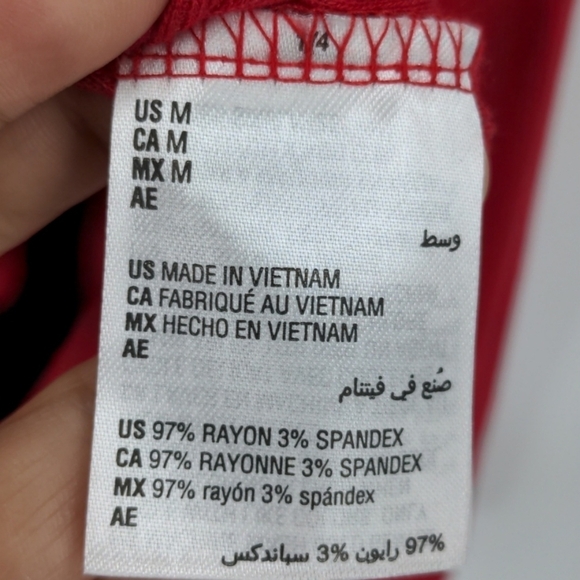 US M
CA M
MX M
AE
وسط
US MADE IN VIETNAM
CA FABRIQUÉ AU VIETNAM
MX HECHO EN VIETNAM
AE
صُنع في فيتنام
US 97% RAYON 3% SPANDEX
CA 97% RAYONNE 3% SPANDEX
MX 97% rayón 3% spándex
AE
97% رايون 3% سباندكس